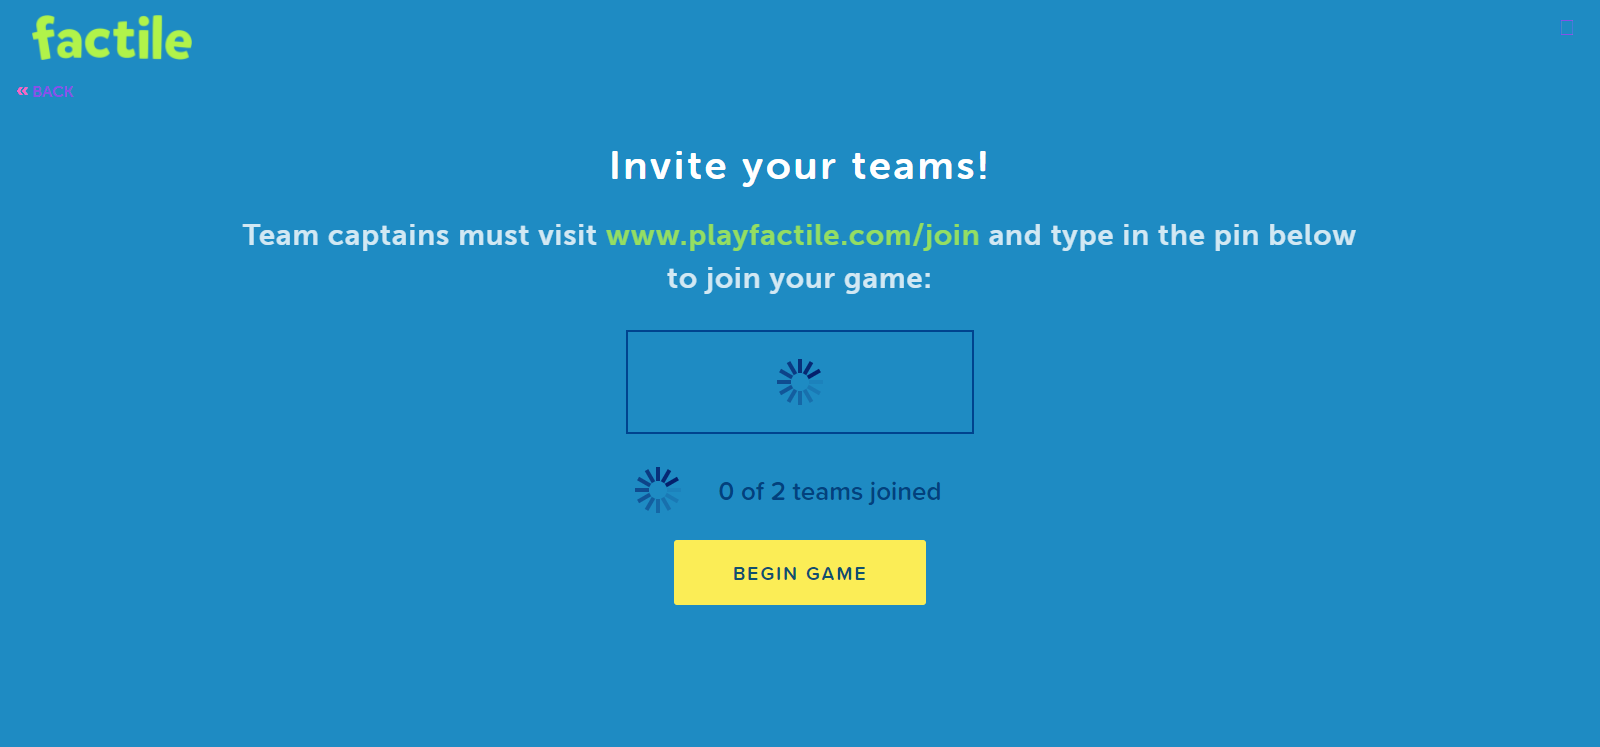 factile
« BACK
Invite your teams!
Team captains must visit www.playfactile.com/join and type in the pin below
to join your game:
0 of 2 teams joined
BEGIN GAME